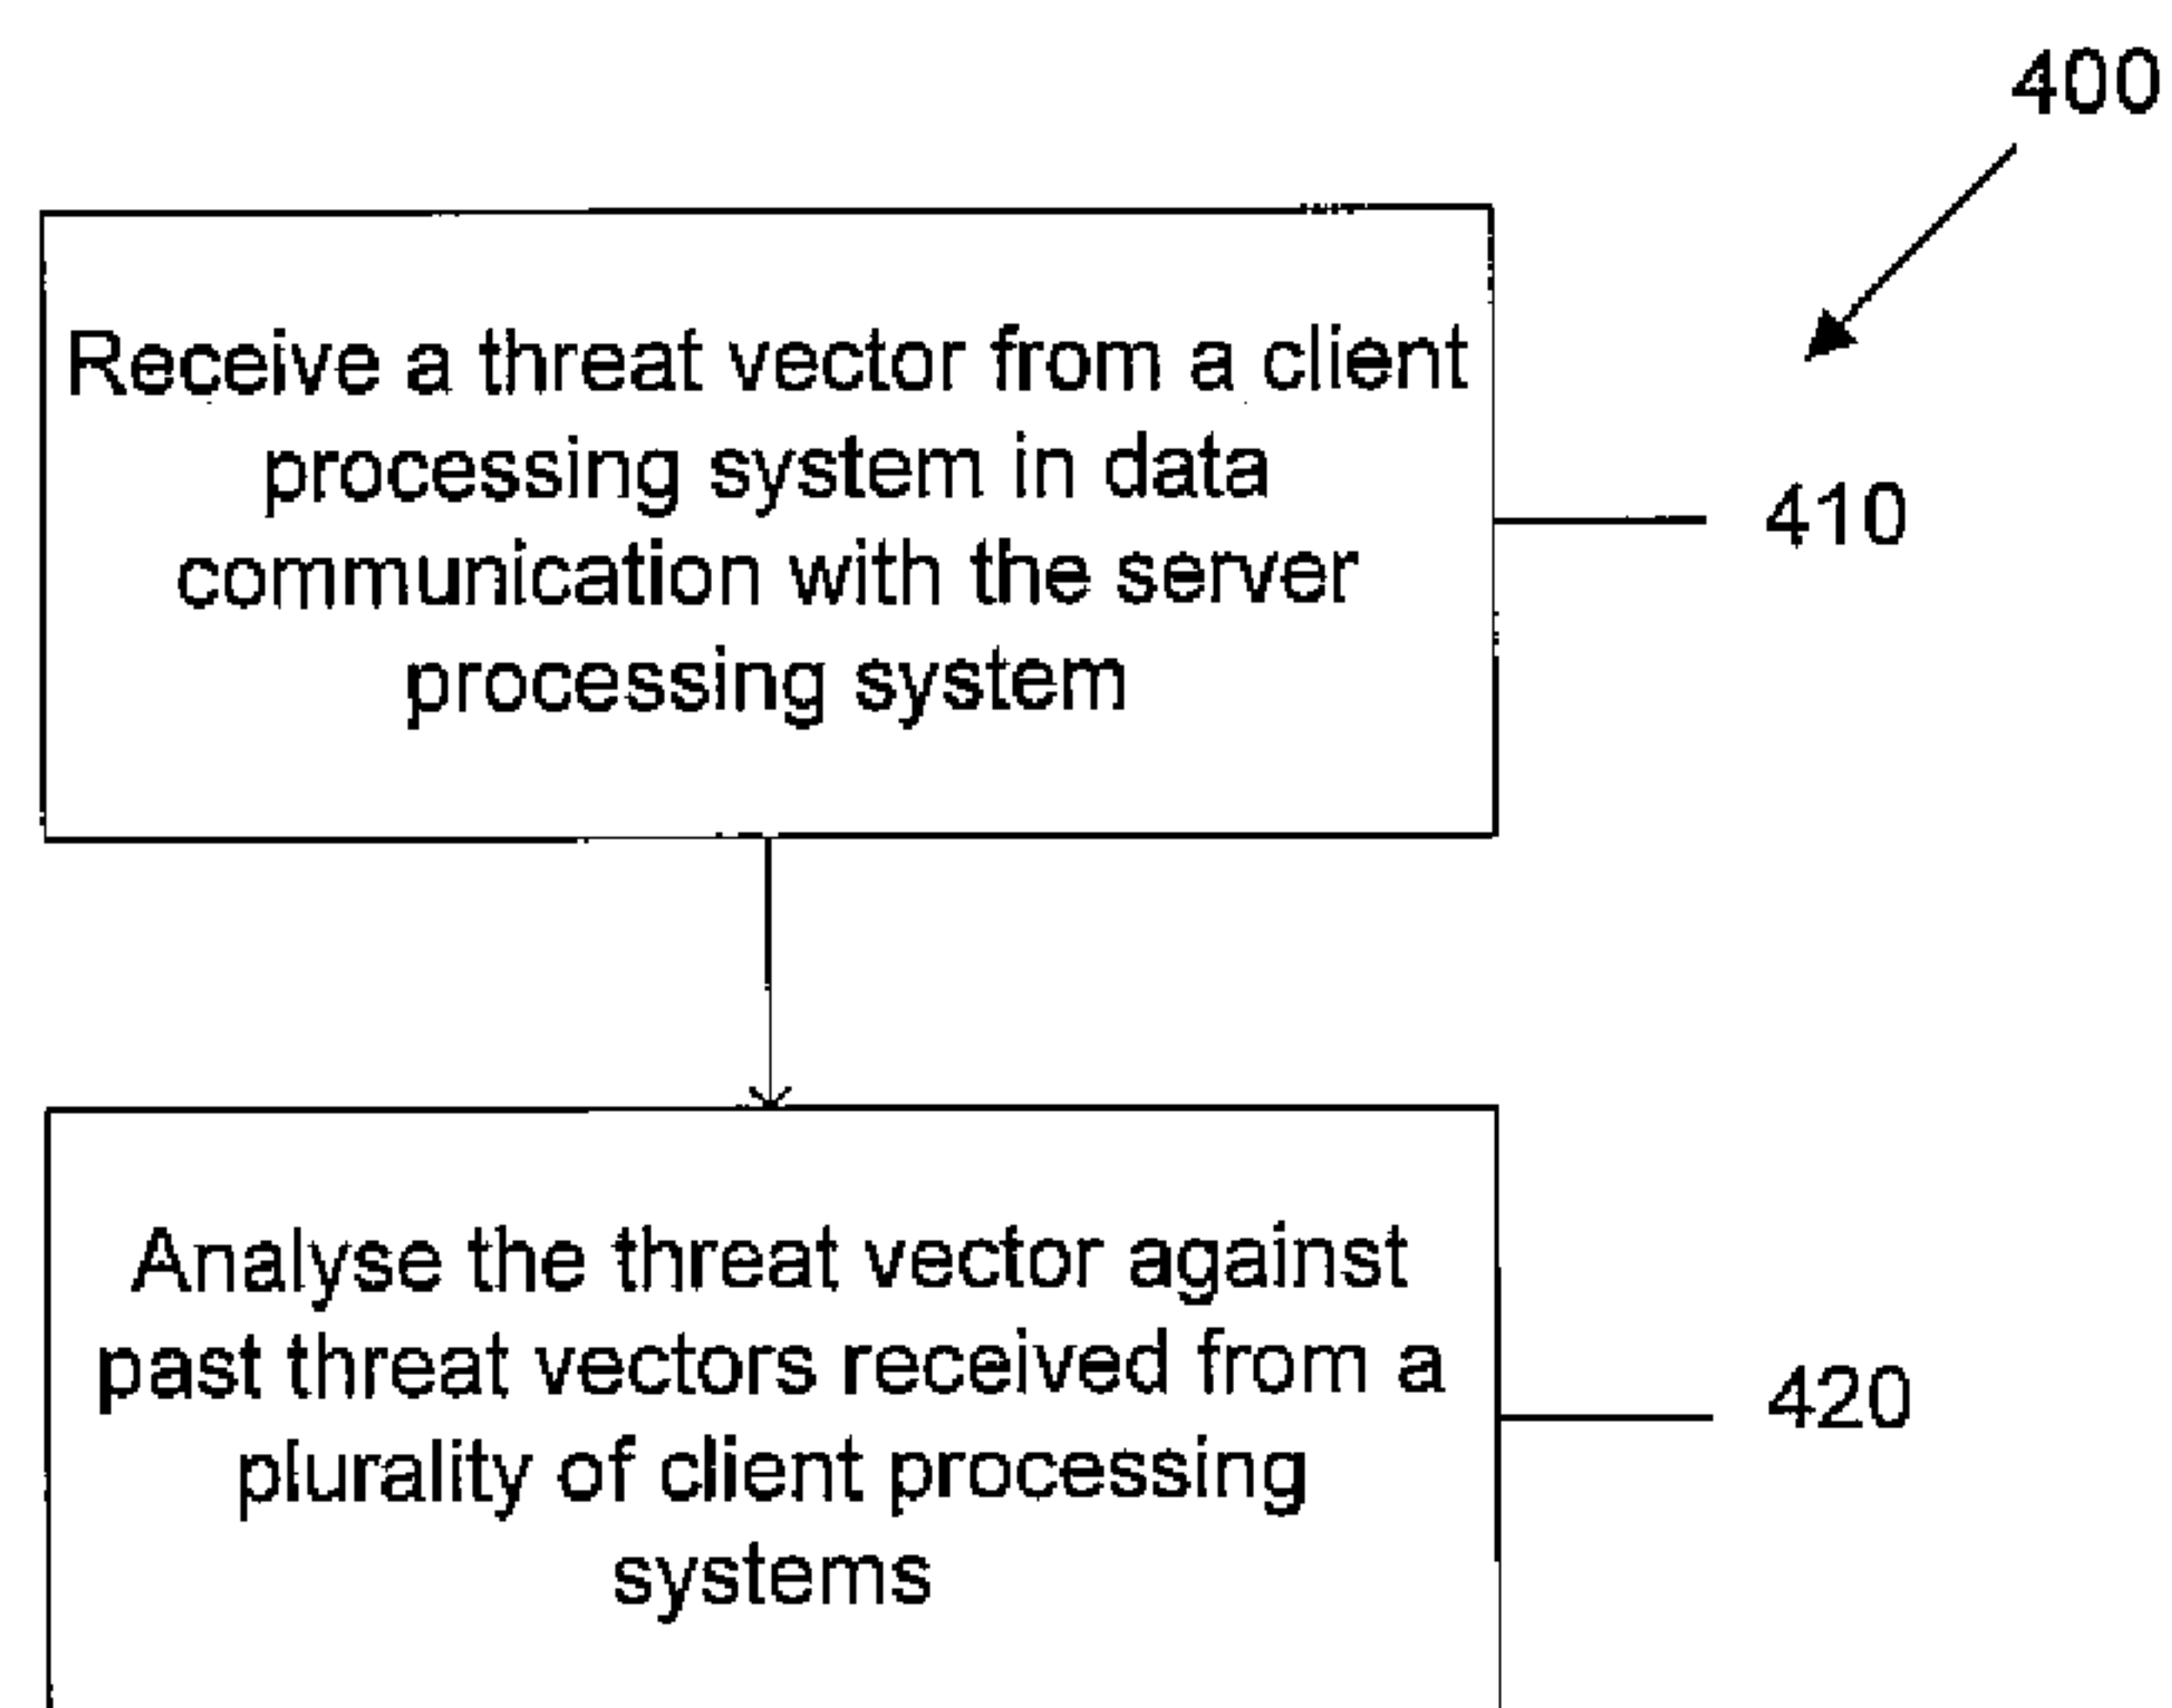 400
Receive a threat vector from a client
processing system in data
communication with the server
processing system
410
Analyse the threat vector against
past threat vectors received from a
plurality of client processing
systems
420